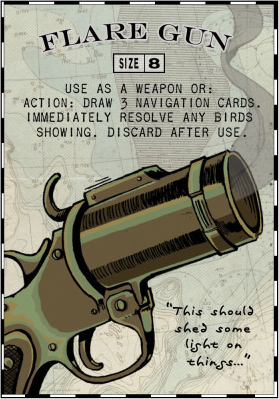 FLARE GUN
SIZE 8
USE AS A WEAPON OR:
ACTION: DRAW 3 NAVIGATION CARDS.
IMMEDIATELY RESOLVE ANY BIRDS
SHOWING. DISCARD AFTER USE.
"This should
shed some
light on
things..."